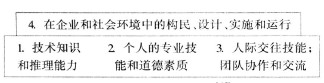 4. 在企业和社会环境中的构民、设计、实施和运行
1. 技术知识
和推理能力
2. 个人的专业技
能和道德素质
3. 人际交往技能;
团队协作和交流